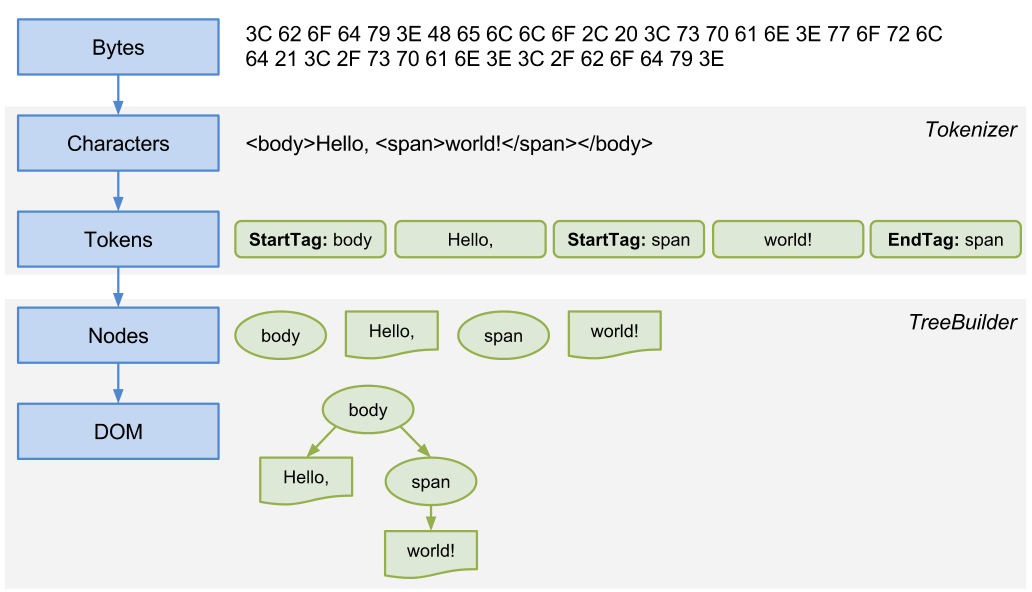 Bytes
3C 62 6F 64 79 3E 48 65 6C 6C 6F 2C 20 3C 73 70 61 6E 3E 77 6F 72 6C
64 21 3C 2F 73 70 61 6E 3E 3C 2F 62 6F 64 79 3E
Tokenizer
Characters
<body>Hello, <span>world!</span></body>
Tokens
StartTag: body
Hello,
StartTag: span
world!
EndTag: span
TreeBuilder
Nodes
body
Hello,
span
world!
DOM
body
Hello,
span
world!